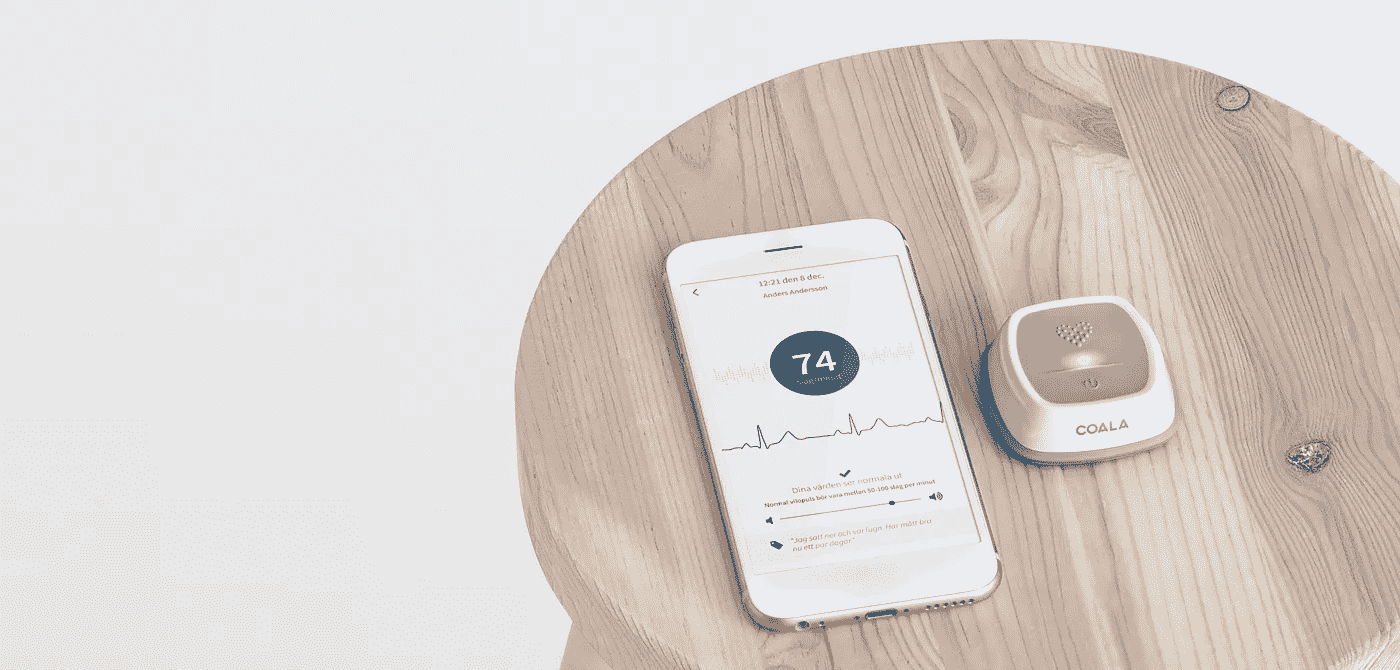 12:21 den 8 dec.
Anders Andersson
74
Dina värden ser normala ut
Normal vilopuls bör vara mellan 50-100 slag per minut
"Jag satt ner och var lugn. Har mått bra
nu ett par dagar"
COALA